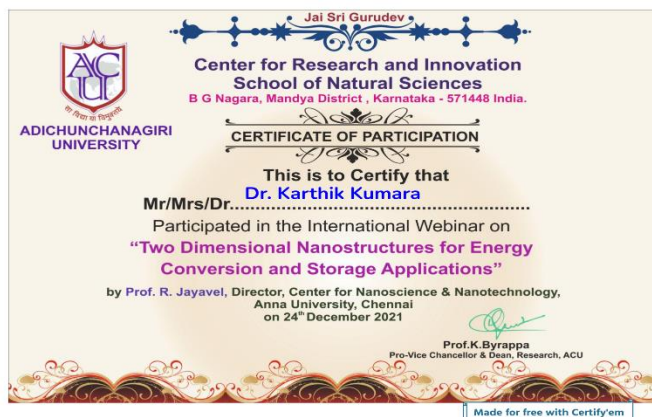 Jai Sri Gurudev
Center for Research and Innovation
School of Natural Sciences
B G Nagara, Mandya District , Karnataka - 571448 India.
ACU
ADICHUNCHANAGIRI
UNIVERSITY
CERTIFICATE OF PARTICIPATION
This is to Certify that
Dr. Karthik Kumara
Mr/Mrs/Dr..................................................
Participated in the International Webinar on
“Two Dimensional Nanostructures for Energy
Conversion and Storage Applications”
by Prof. R. Jayavel, Director, Center for Nanoscience & Nanotechnology,
Anna University, Chennai
on 24th December 2021
Prof.K.Byrappa
Pro-Vice Chancellor & Dean, Research, ACU
Made for free with Certify'em